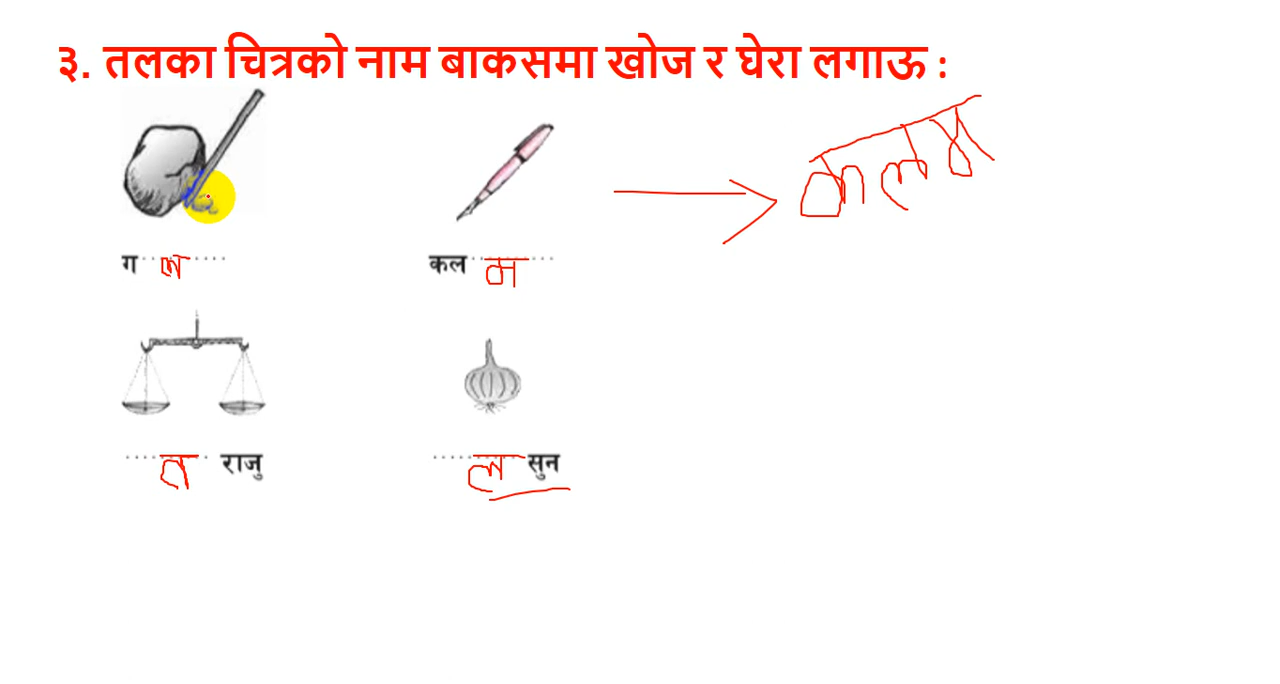 ३. तलका चित्रको नाम बाकसमा खोज र घेरा लगाऊ :
कलम
ग ल
कल म
त राजु
ल सुन